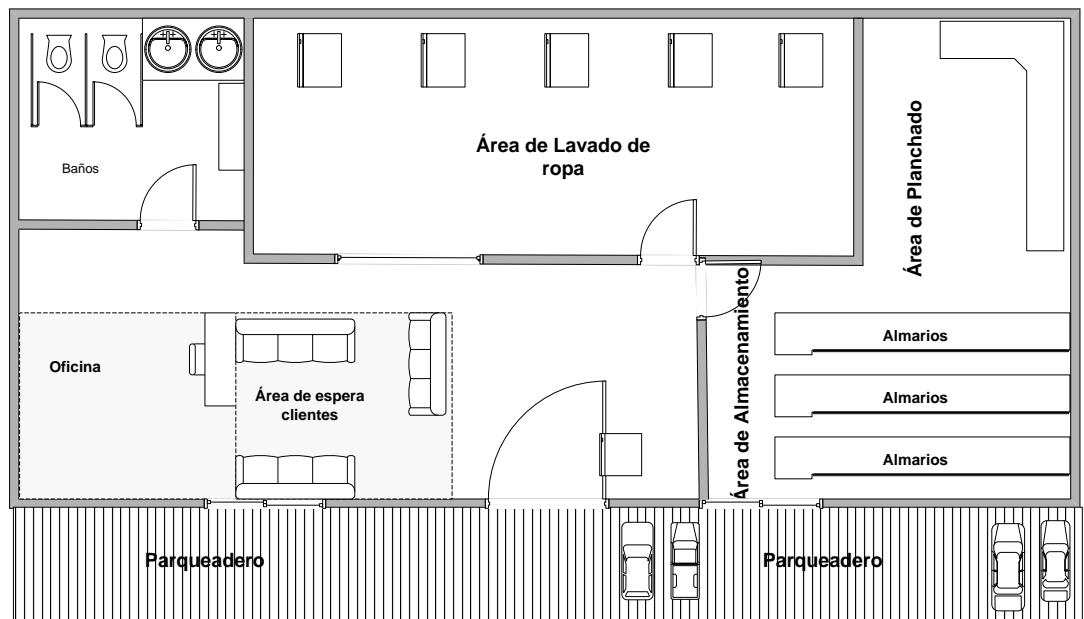 Área de Lavado de
ropa
Baños
Área de Planchado
Área de Almacenamiento
Almarios
Oficina
Área de espera
clientes
Almarios
Almarios
Parqueadero
Parqueadero